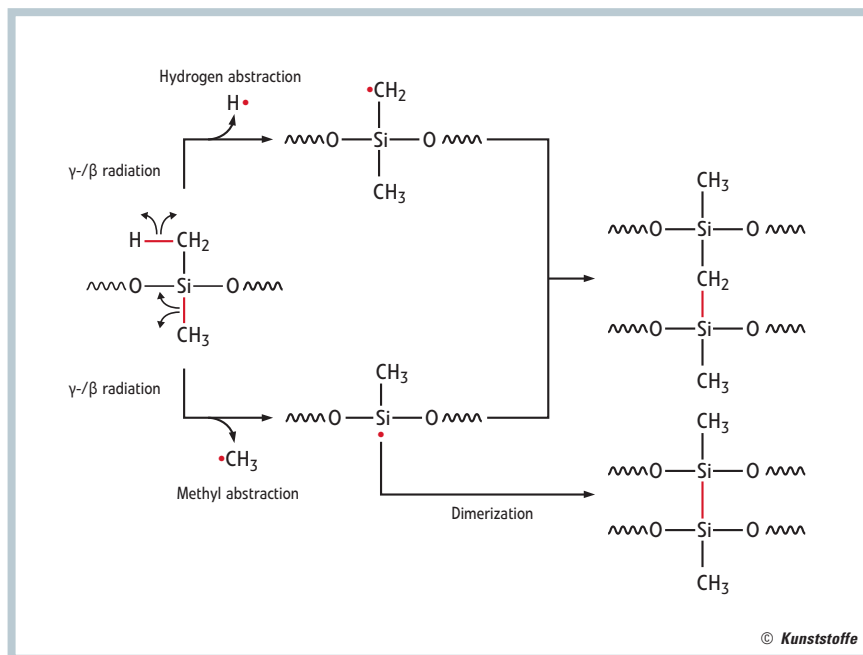 Hydrogen abstraction
H•
•CH₂
O Si O
CH₃
γ-/β radiation
H CH₂
O Si O
CH₃
γ-/β radiation
•CH₃
Methyl abstraction
CH₃
O Si O
•
Dimerization
CH₃
O Si O
CH₂
O Si O
CH₃
CH₃
O Si O
O Si O
CH₃
© Kunststoffe